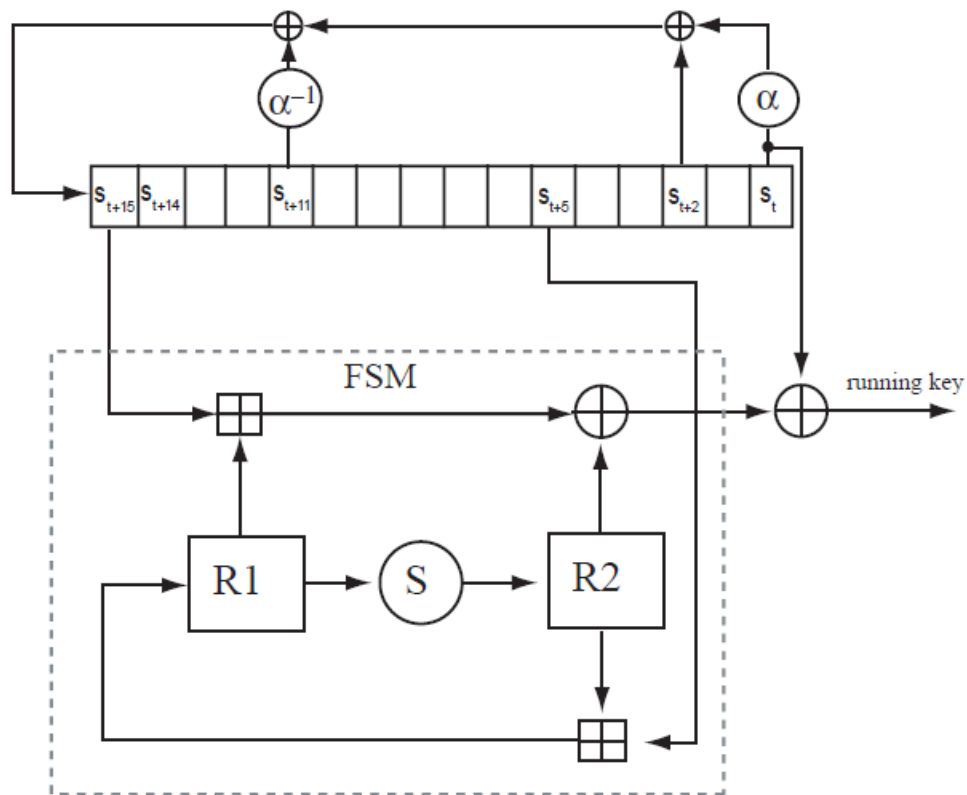 α⁻¹
α
s_{t+15} s_{t+14} s_{t+11} s_{t+5} s_{t+2} s_t
FSM
running key
R1 S R2